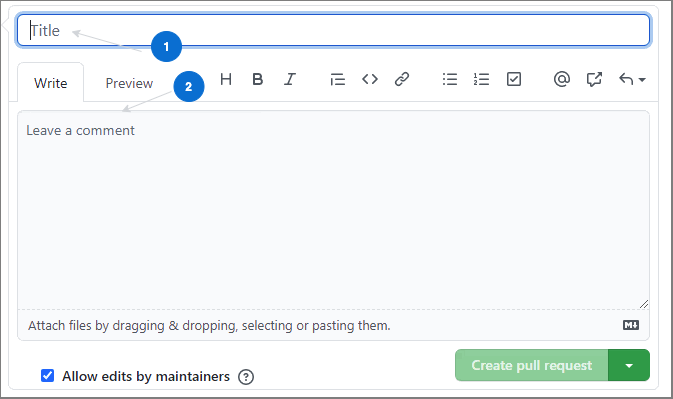 Title
1
Write Preview H B I
2
Leave a comment
Attach files by dragging & dropping, selecting or pasting them.
Create pull request
Allow edits by maintainers